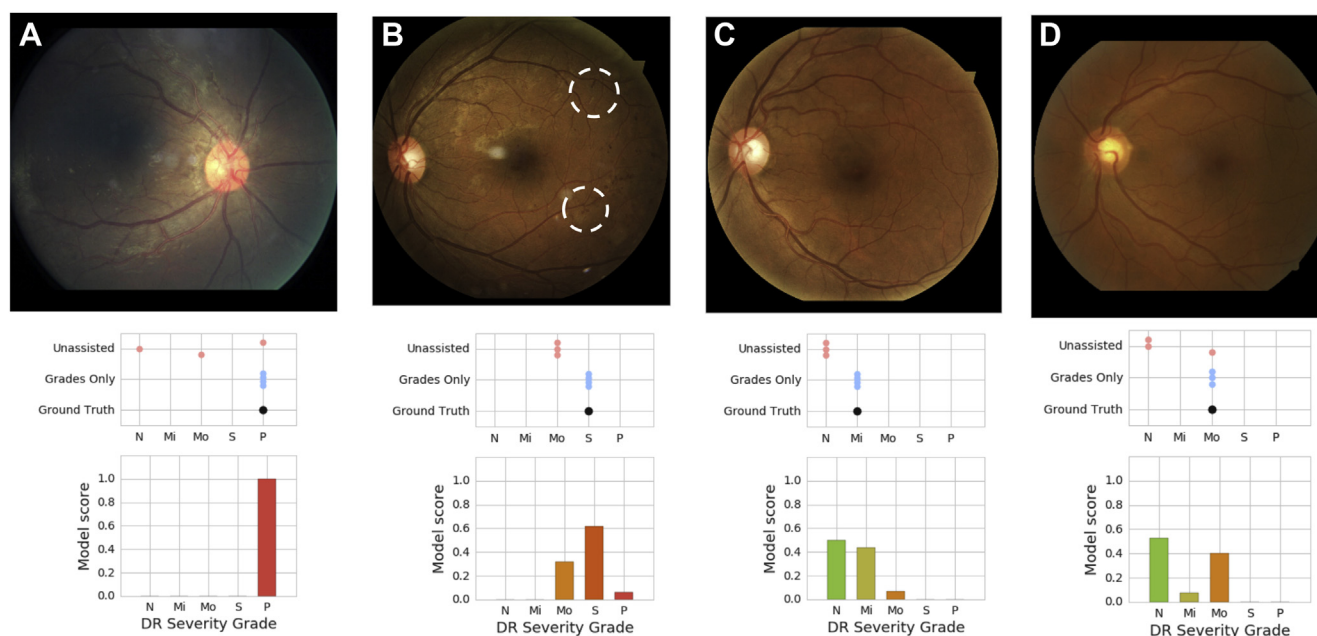 A B C D
Unassisted
Grades Only
Ground Truth
N Mi Mo S P
Unassisted
Grades Only
Ground Truth
N Mi Mo S P
Unassisted
Grades Only
Ground Truth
N Mi Mo S P
Unassisted
Grades Only
Ground Truth
N Mi Mo S P
Model score
1.0
0.8
0.6
0.4
0.2
0.0
N Mi Mo S P
DR Severity Grade
Model score
1.0
0.8
0.6
0.4
0.2
0.0
N Mi Mo S P
DR Severity Grade
Model score
1.0
0.8
0.6
0.4
0.2
0.0
N Mi Mo S P
DR Severity Grade
Model score
1.0
0.8
0.6
0.4
0.2
0.0
N Mi Mo S P
DR Severity Grade